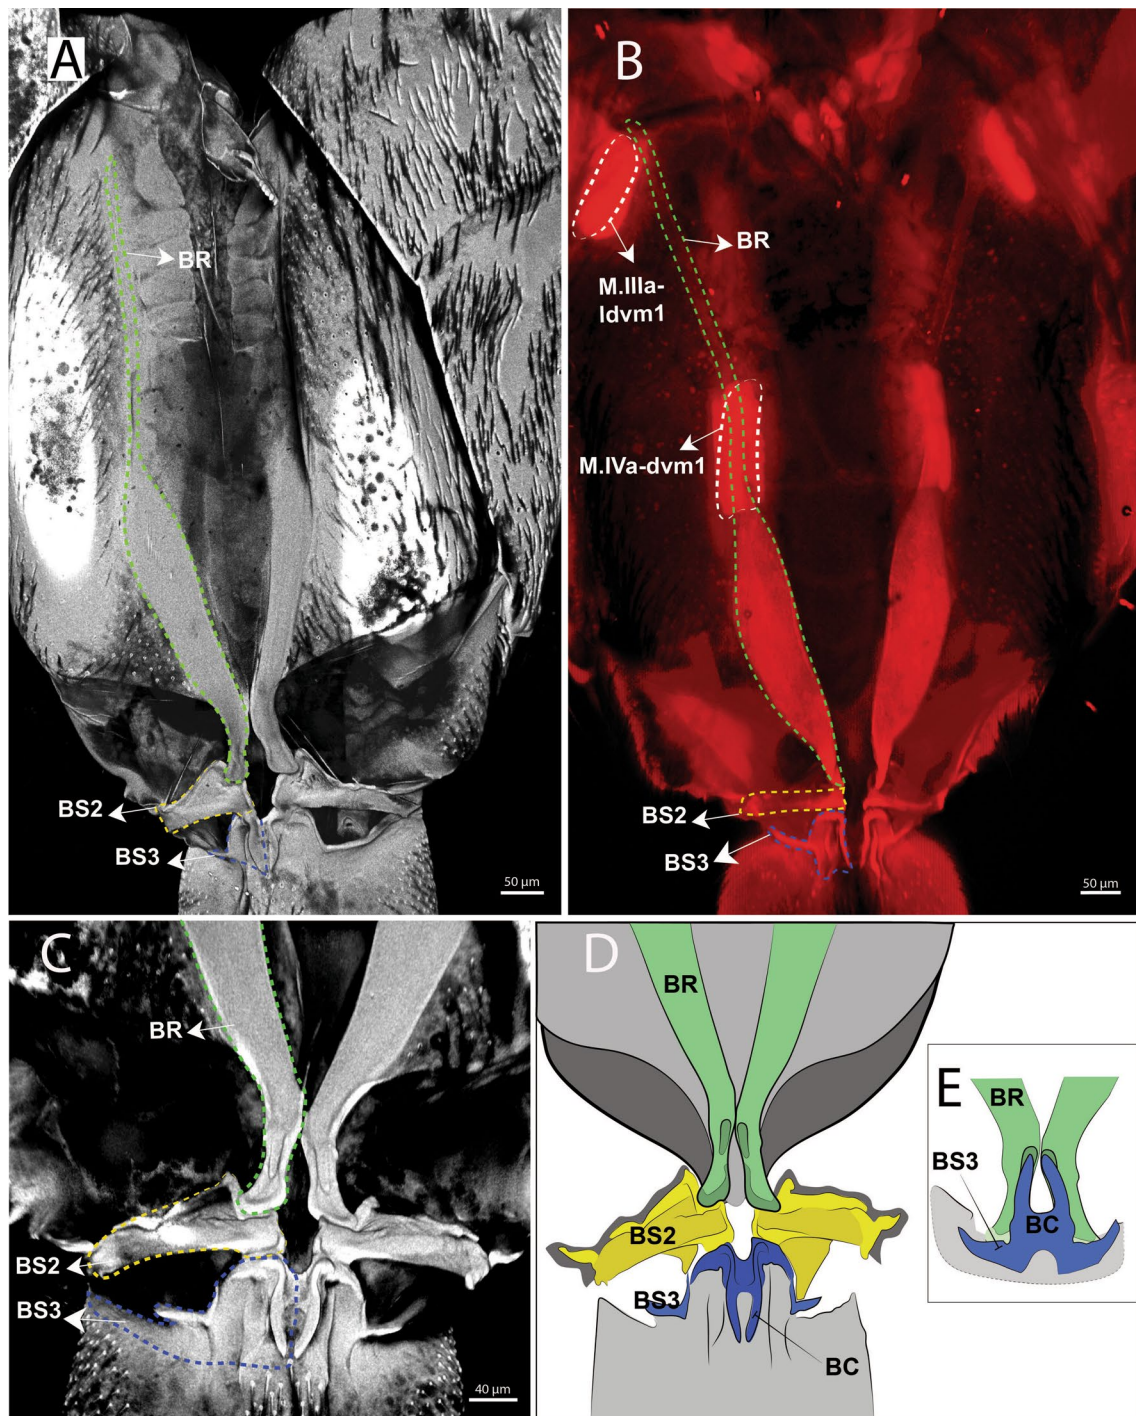 A
BR
BS2
BS3
50 µm
B
BR
M.IIIa-
ldvm1
M.IVa-dvm1
BS2
BS3
50 µm
C
BR
BS2
BS3
40 µm
D
BR
BS2
BS3
BC
E
BR
BS3
BC